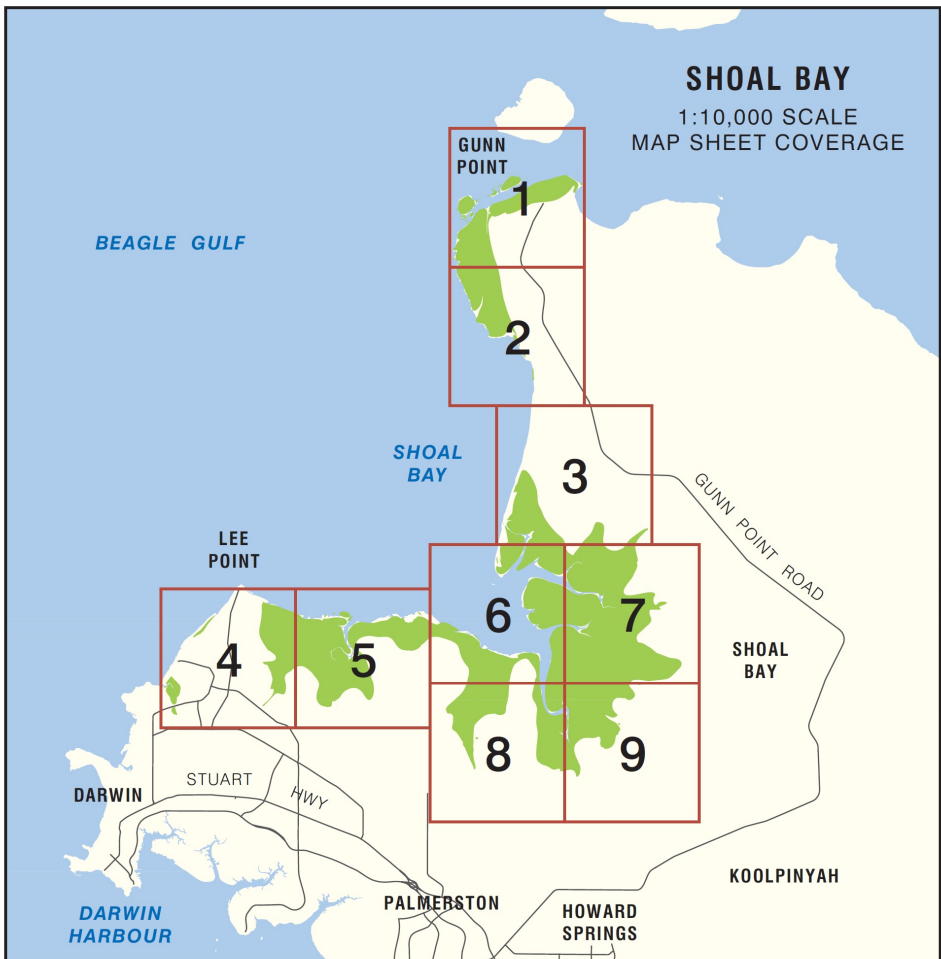 SHOAL BAY
1:10,000 SCALE
MAP SHEET COVERAGE
GUNN
POINT
1
BEAGLE GULF
2
SHOAL
BAY
3
GUNN POINT ROAD
LEE
POINT
6
7
4
5
SHOAL
BAY
8
9
STUART HWY
DARWIN
KOOLPINYAH
PALMERSTON
DARWIN
HARBOUR
HOWARD
SPRINGS